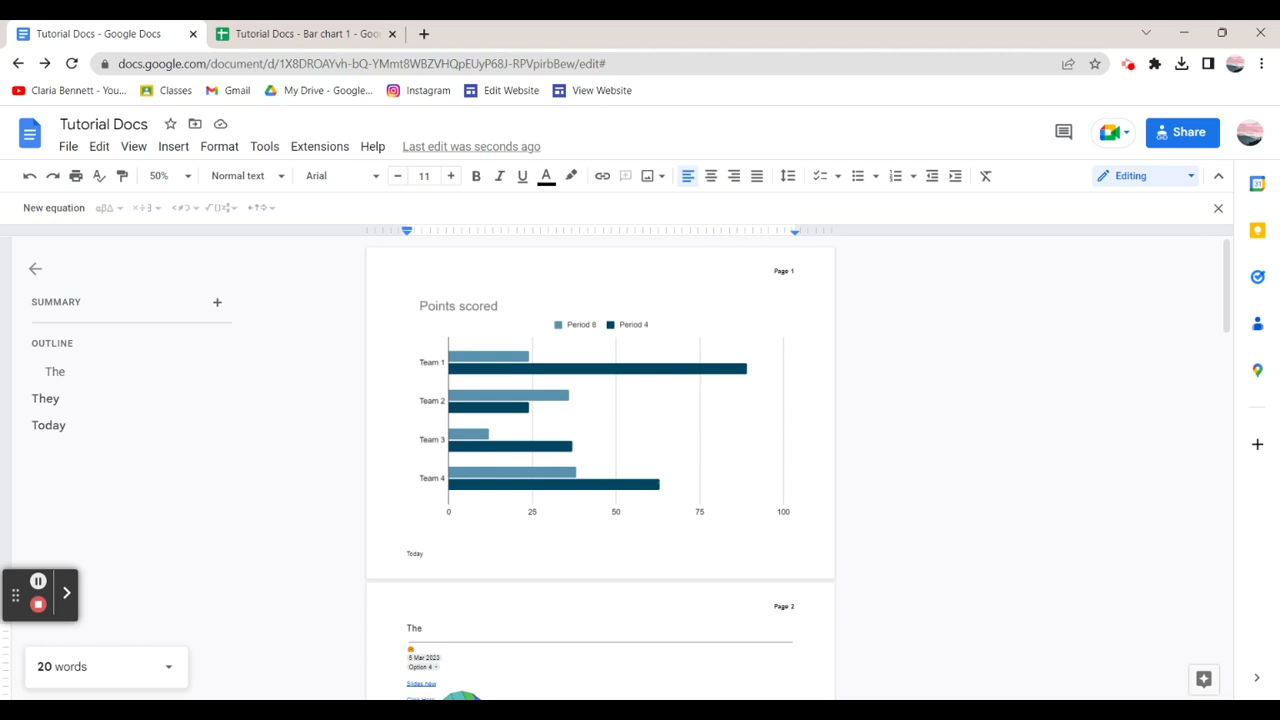 Tutorial Docs - Google Docs
Tutorial Docs - Bar chart 1 - Goo
docs.google.com/document/d/1X8DROAYvh-bQ-YMmt8WBZVHQpEUyP68J-RPVpirbBew/edit#
Claria Bennett - You... Classes Gmail My Drive - Google... Instagram Edit Website View Website
Tutorial Docs
Share
File Edit View Insert Format Tools Extensions Help Last edit was seconds ago
50% Normal text Arial 11 B I U A Editing
New equation
Page 1
SUMMARY
OUTLINE
The
They
Today
Points scored
Period 8 Period 4
Team 1
Team 2
Team 3
Team 4
0 25 50 75 100
Today
Page 2
The
5 Mar 2023
Option 4
Slides new
20 words
31